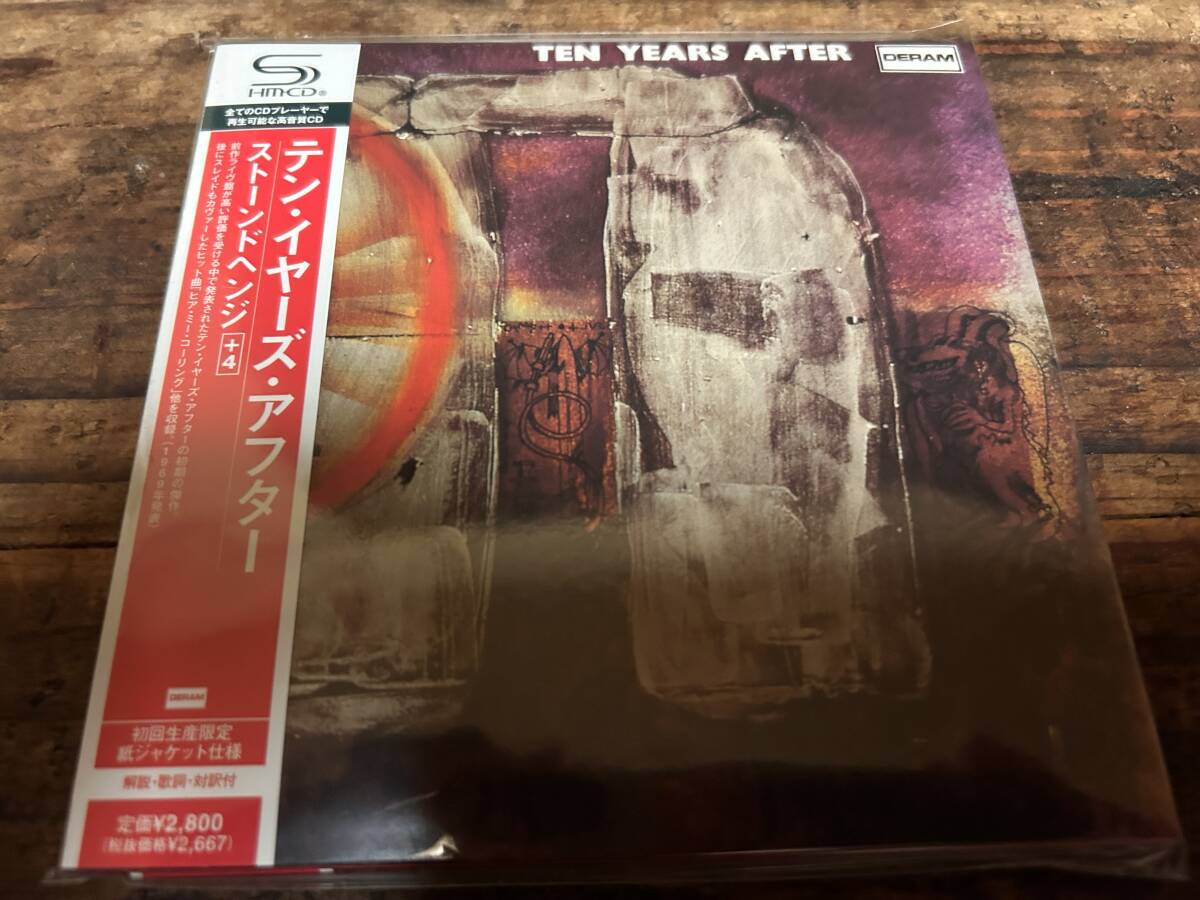 TEN YEARS AFTER
DERAM
SHM-CD®
全てのCDプレーヤーで
再生可能な高音質CD
テン・イヤーズ・アフター
ストーンドヘンジ +4
前作ライヴ盤が高い評価を受ける中で発表されたテン・イヤーズ・アフターの初期の傑作。
後にスレイドもカヴァーしたヒット曲「ヒア・ミー・コーリング」他を収録。(1969年発表)
DERAM
初回生産限定
紙ジャケット仕様
解説・歌詞・対訳付
定価¥2,800
(税抜価格¥2,667)